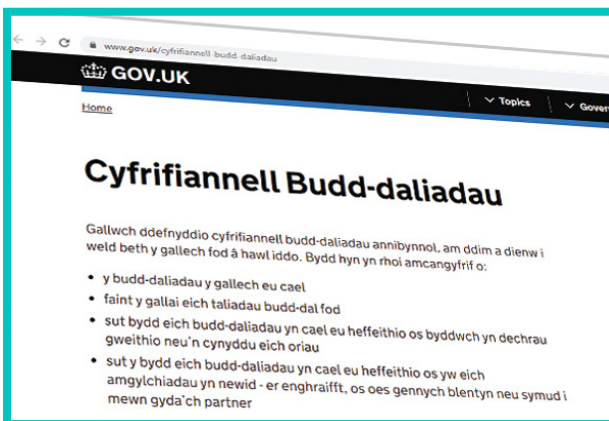 www.gov.uk/cyfrifiannell-budd-daliadau
GOV.UK
Topics
Gover
Home
Cyfrifiannell Budd-daliadau
Gallwch ddefnyddio cyfrifiannell budd-daliadau annibynnol, am ddim a dienw i
weld beth y gallech fod â hawl iddo. Bydd hyn yn rhoi amcangyfrif o:
• y budd-daliadau y gallech eu cael
• faint y gallai eich taliadau budd-dal fod
• sut bydd eich budd-daliadau yn cael eu heffeithio os byddwch yn dechrau
gweithio neu'n cynyddu eich oriau
• sut y bydd eich budd-daliadau yn cael eu heffeithio os yw eich
amgylchiadau yn newid - er enghraifft, os oes gennych blentyn neu symud i
mewn gyda'ch partner